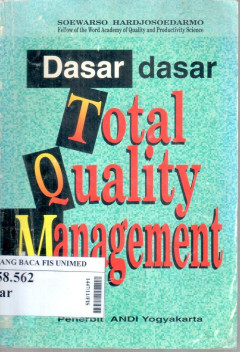 SOEWARSO HARDJOSOEDARMO
Fellow of the Word Academy of Quality and Productivity Science
Dasar dasar
Total
Quality
Management
ANG BACA FIS UNIMED
58.562
ar
Penerbit ANDI Yogyakarta